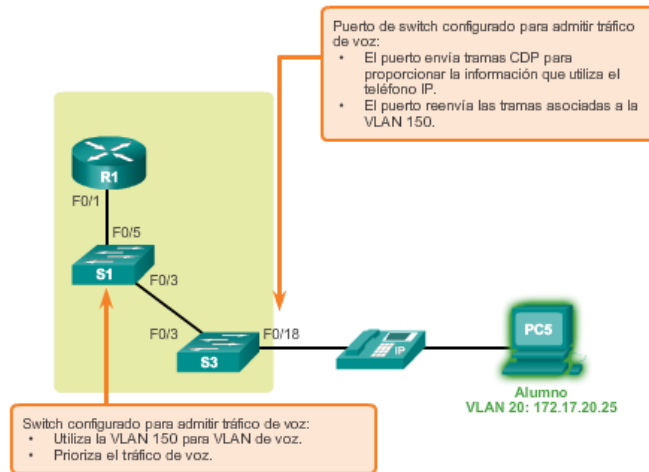 Puerto de switch configurado para admitir tráfico
de voz:
• El puerto envía tramas CDP para
proporcionar la información que utiliza el
teléfono IP.
• El puerto reenvía las tramas asociadas a la
VLAN 150.
R1
F0/1
F0/5
S1
F0/3
F0/3
F0/18
S3
IP
PC5
Alumno
VLAN 20: 172.17.20.25
Switch configurado para admitir tráfico de voz:
• Utiliza la VLAN 150 para VLAN de voz.
• Prioriza el tráfico de voz.